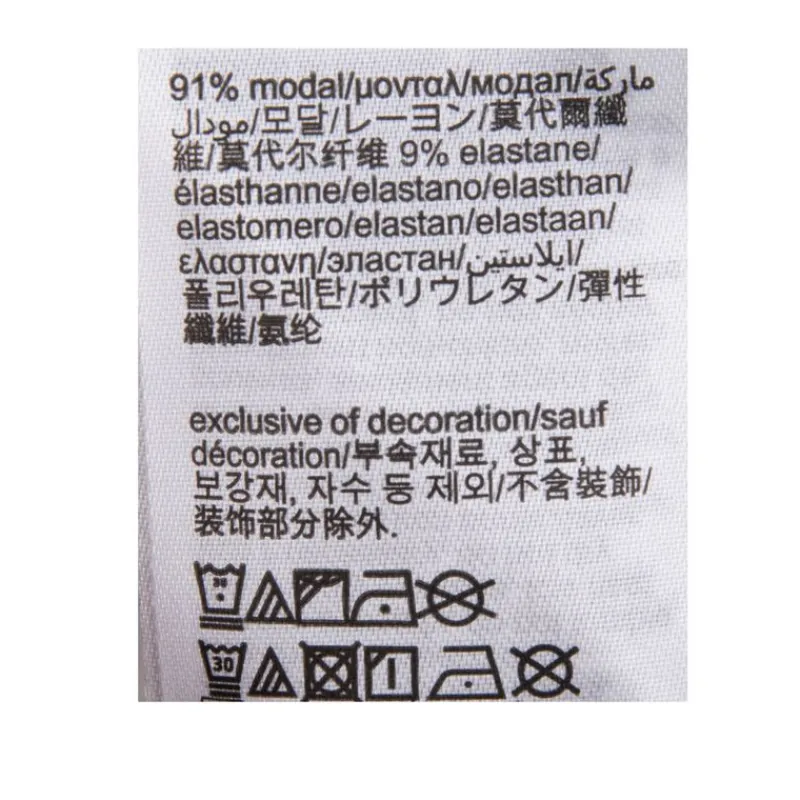 91% modal/μονταλ/модал/ماركة
مودال/모달/レーヨン/莫代爾纖
維/莫代尔纤维 9% elastane/
élasthanne/elastano/elasthan/
elastomero/elastan/elastaan/
ελαστανη/эластан/ايلاستين/
폴리우레탄/ポリウレタン/彈性
纖維/氨纶
exclusive of decoration/sauf
décoration/부속재료, 상표,
보강재, 자수 등 제외/不含裝飾/
装饰部分除外.
30
30